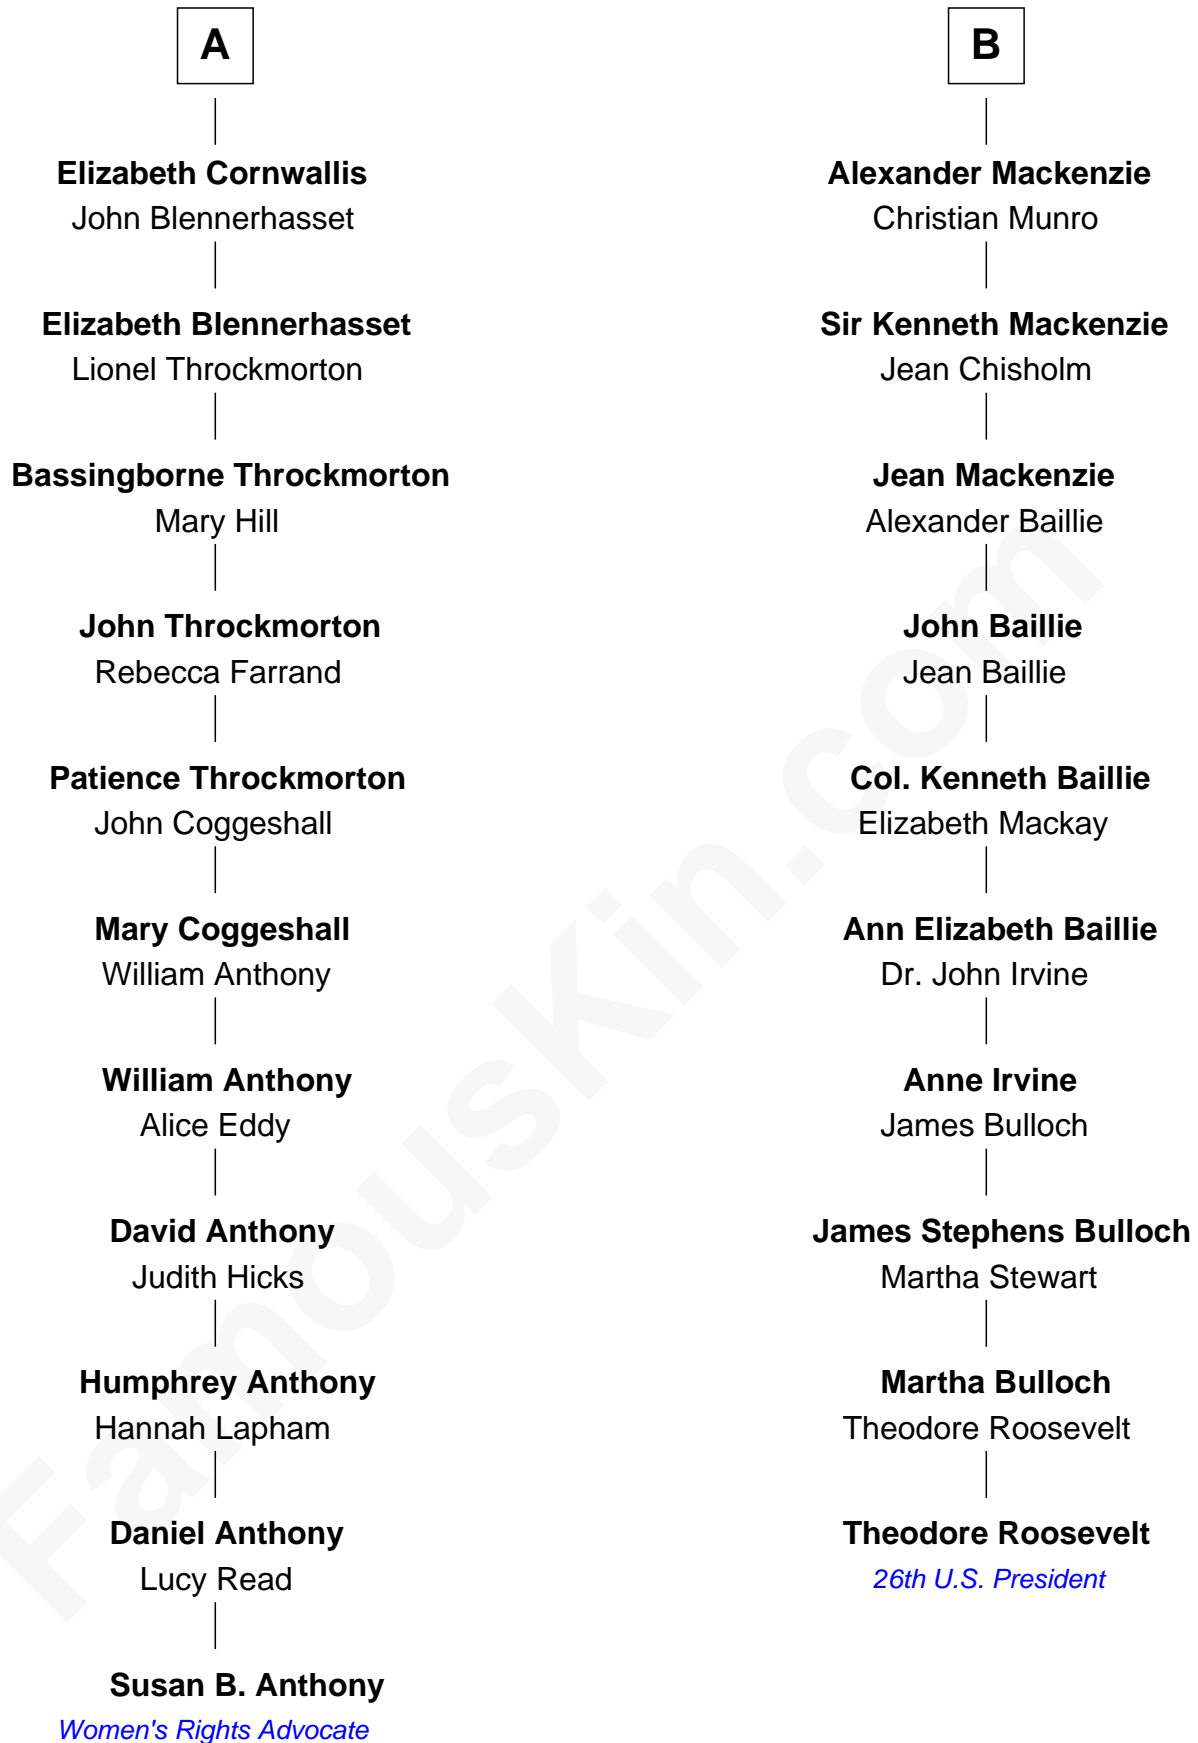 A
Elizabeth Cornwallis
John Blennerhasset
Elizabeth Blennerhasset
Lionel Throckmorton
Bassingborne Throckmorton
Mary Hill
John Throckmorton
Rebecca Farrand
Patience Throckmorton
John Coggeshall
Mary Coggeshall
William Anthony
William Anthony
Alice Eddy
David Anthony
Judith Hicks
Humphrey Anthony
Hannah Lapham
Daniel Anthony
Lucy Read
Susan B. Anthony
Women's Rights Advocate
B
Alexander Mackenzie
Christian Munro
Sir Kenneth Mackenzie
Jean Chisholm
Jean Mackenzie
Alexander Baillie
John Baillie
Jean Baillie
Col. Kenneth Baillie
Elizabeth Mackay
Ann Elizabeth Baillie
Dr. John Irvine
Anne Irvine
James Bulloch
James Stephens Bulloch
Martha Stewart
Martha Bulloch
Theodore Roosevelt
Theodore Roosevelt
26th U.S. President
FamousKin.com